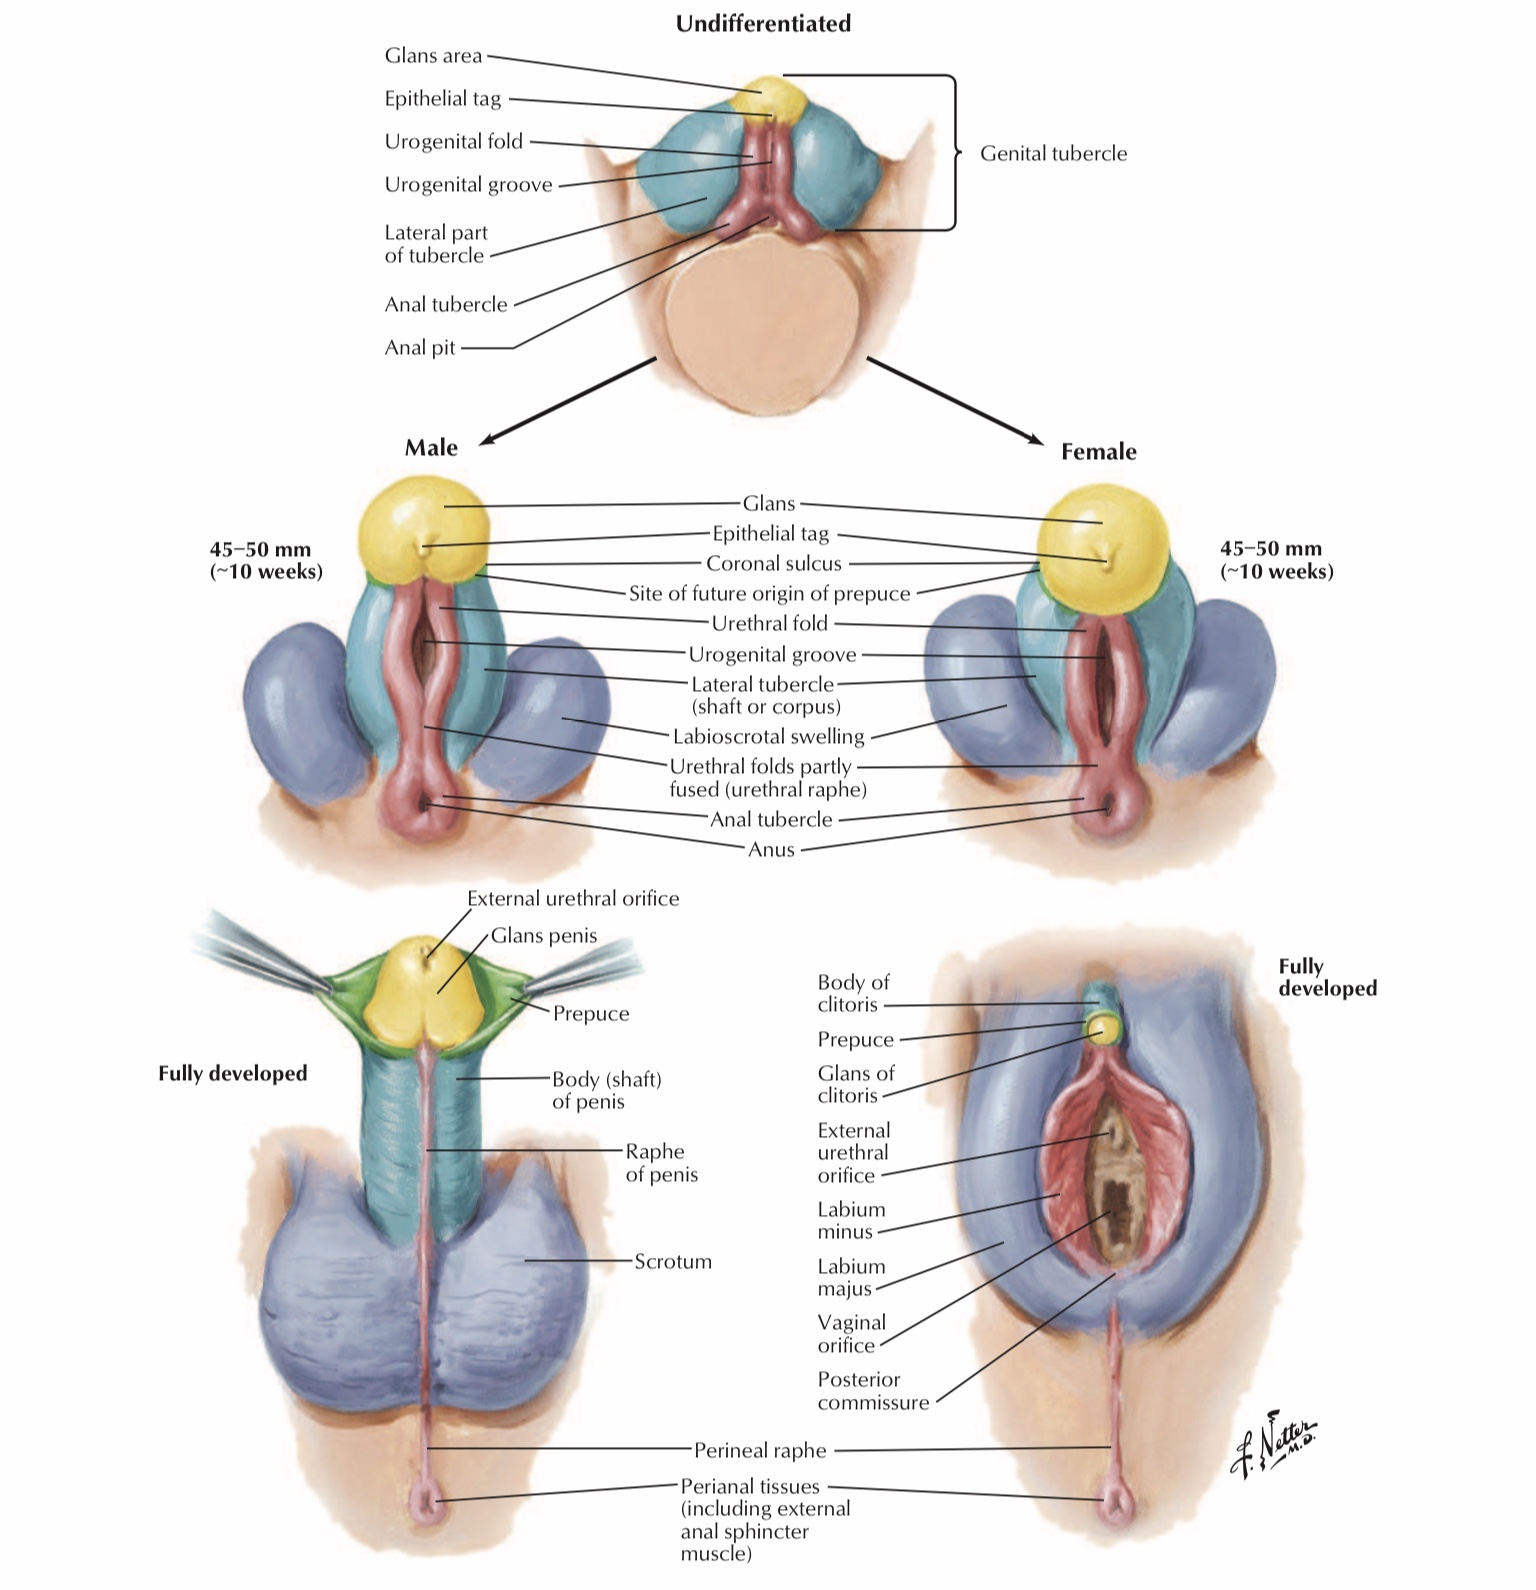 Undifferentiated
Glans area
Epithelial tag
Urogenital fold
Urogenital groove
Lateral part
of tubercle
Anal tubercle
Anal pit
Genital tubercle
Male
Female
45–50 mm
(~10 weeks)
Glans
Epithelial tag
Coronal sulcus
Site of future origin of prepuce
Urethral fold
Urogenital groove
Lateral tubercle
(shaft or corpus)
Labioscrotal swelling
Urethral folds partly
fused (urethral raphe)
Anal tubercle
Anus
45–50 mm
(~10 weeks)
External urethral orifice
Glans penis
Prepuce
Fully developed
Body (shaft)
of penis
Raphe
of penis
Scrotum
Fully
developed
Body of
clitoris
Prepuce
Glans of
clitoris
External
urethral
orifice
Labium
minus
Labium
majus
Vaginal
orifice
Posterior
commissure
Perineal raphe
Perianal tissues
(including external
anal sphincter
muscle)
F. Netter
M.D.